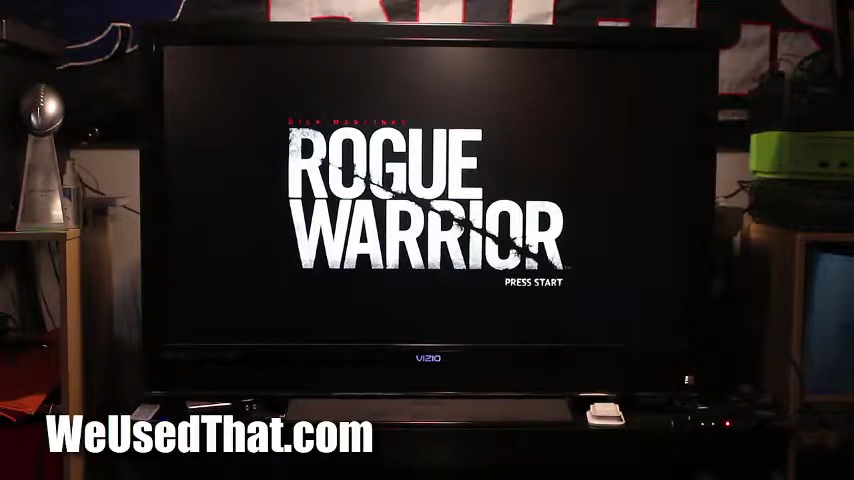 DICK MARCINKO
ROGUE
WARRIOR
PRESS START
VIZIO
WeUsedThat.com